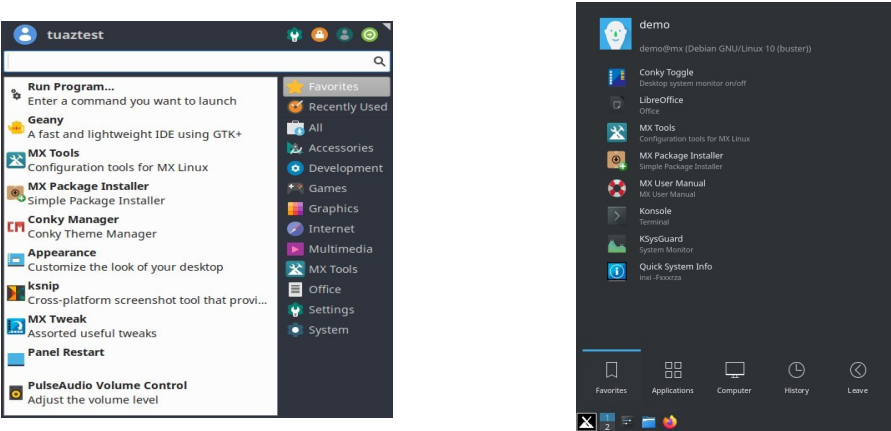 tuaztest
Run Program...
Enter a command you want to launch
Geany
A fast and lightweight IDE using GTK+
MX Tools
Configuration tools for MX Linux
MX Package Installer
Simple Package Installer
Conky Manager
Conky Theme Manager
Appearance
Customize the look of your desktop
ksnip
Cross-platform screenshot tool that provi...
MX Tweak
Assorted useful tweaks
Panel Restart
PulseAudio Volume Control
Adjust the volume level
Favorites
Recently Used
All
Accessories
Development
Games
Graphics
Internet
Multimedia
MX Tools
Office
Settings
System
demo
demo@mx (Debian GNU/Linux 10 (buster))
Conky Toggle
Desktop system monitor on/off
LibreOffice
Office
MX Tools
Configuration tools for MX Linux
MX Package Installer
Simple Package Installer
MX User Manual
MX User Manual
Konsole
Terminal
KSysGuard
System Monitor
Quick System Info
inxi -Fxxxrza
Favorites
Applications
Computer
History
Leave
1
2